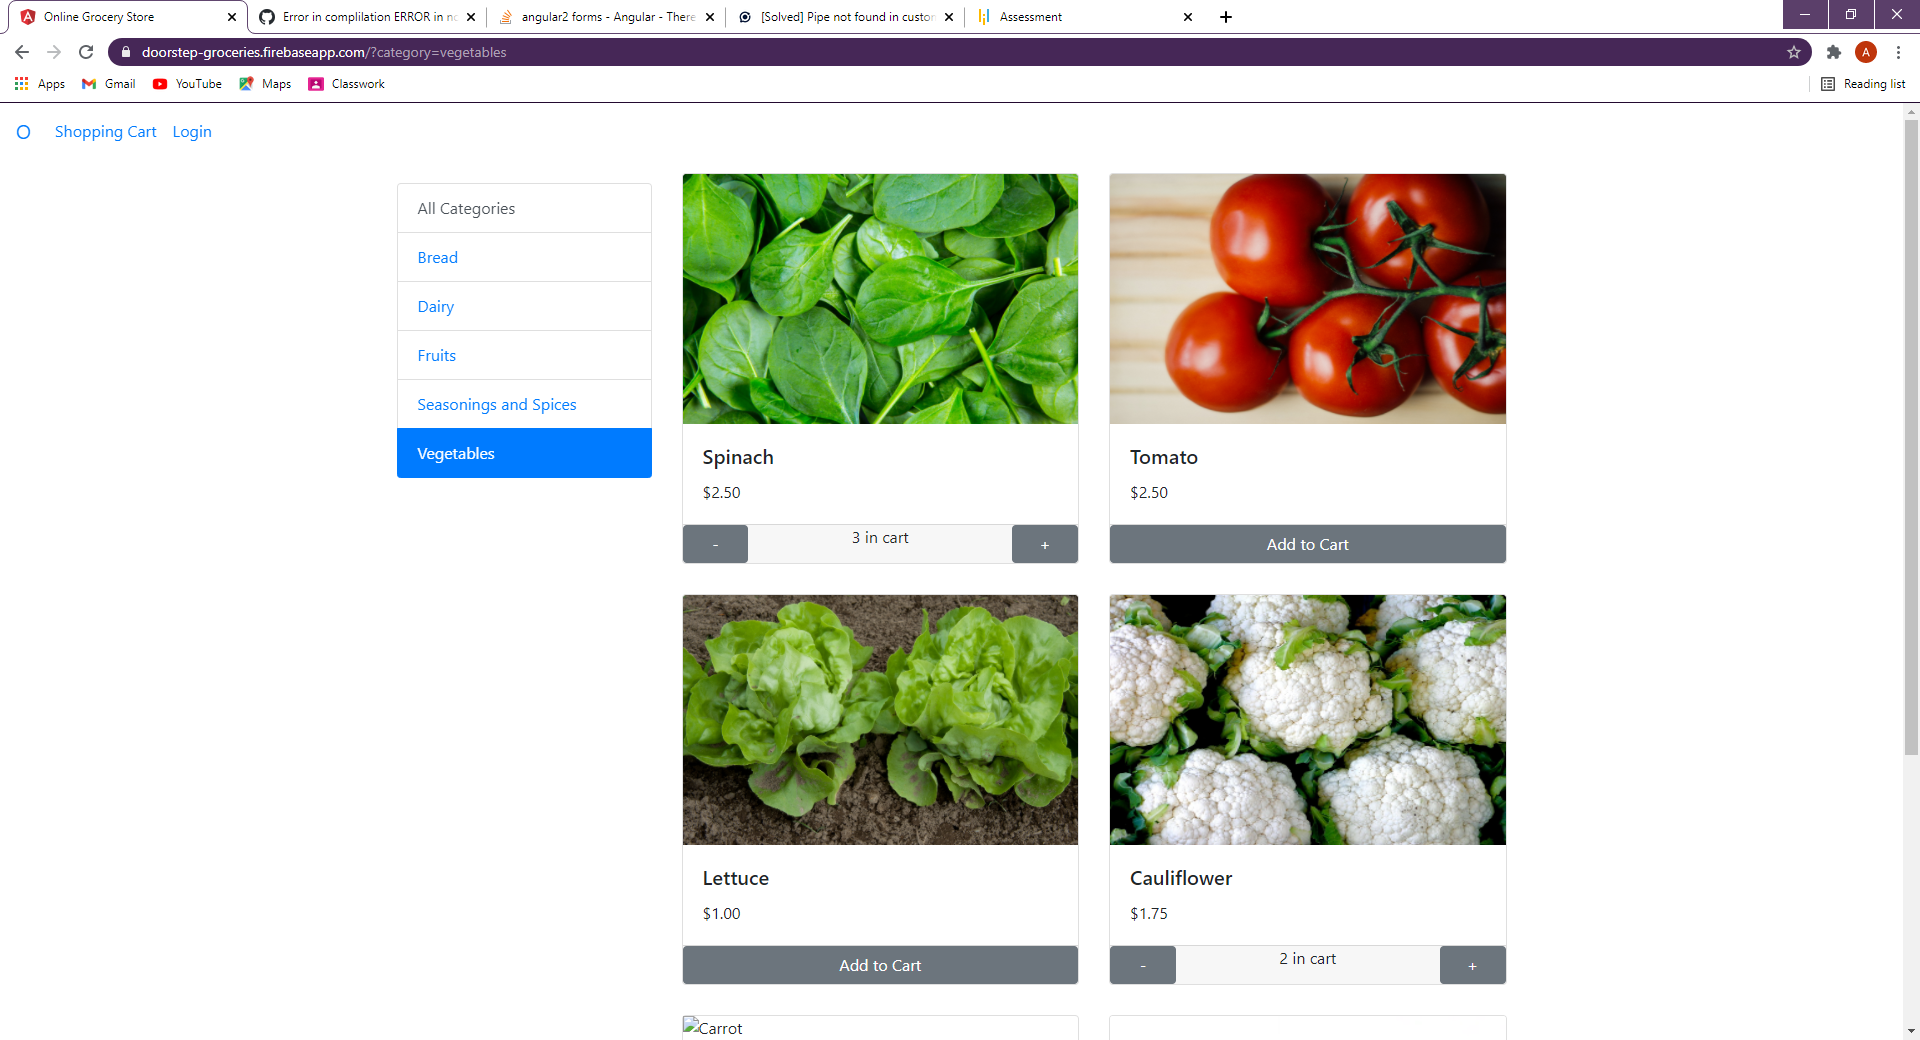 Online Grocery Store
Error in complilation ERROR in nc
angular2 forms - Angular - There
[Solved] Pipe not found in custor
Assessment
doorstep-groceries.firebaseapp.com/?category=vegetables
A
Apps
Gmail
YouTube
Maps
Classwork
Reading list
O
Shopping Cart
Login
All Categories
Bread
Dairy
Fruits
Seasonings and Spices
Vegetables
Spinach
$2.50
-
3 in cart
+
Tomato
$2.50
Add to Cart
Lettuce
$1.00
Add to Cart
Cauliflower
$1.75
-
2 in cart
+
Carrot